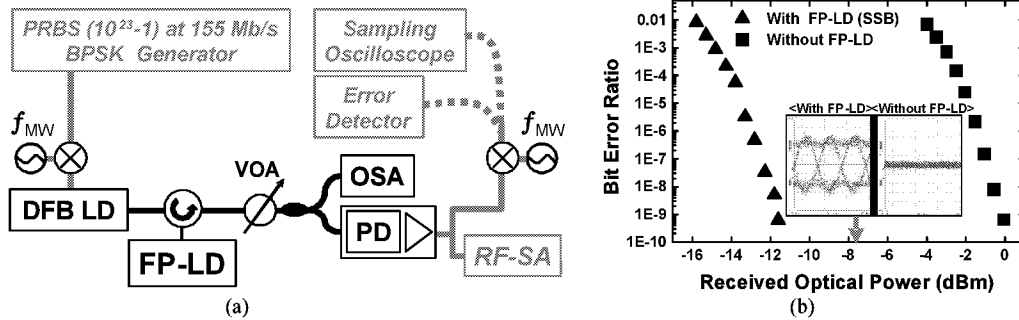 PRBS (10²³-1) at 155 Mb/s
BPSK Generator
Sampling
Oscilloscope
Error
Detector
fMW
fMW
VOA
OSA
DFB LD
PD
FP-LD
RF-SA
(a)
Bit Error Ratio
0.01
1E-3
1E-4
1E-5
1E-6
1E-7
1E-8
1E-9
1E-10
With FP-LD (SSB)
Without FP-LD
<With FP-LD><Without FP-LD>
-16 -14 -12 -10 -8 -6 -4 -2 0
Received Optical Power (dBm)
(b)